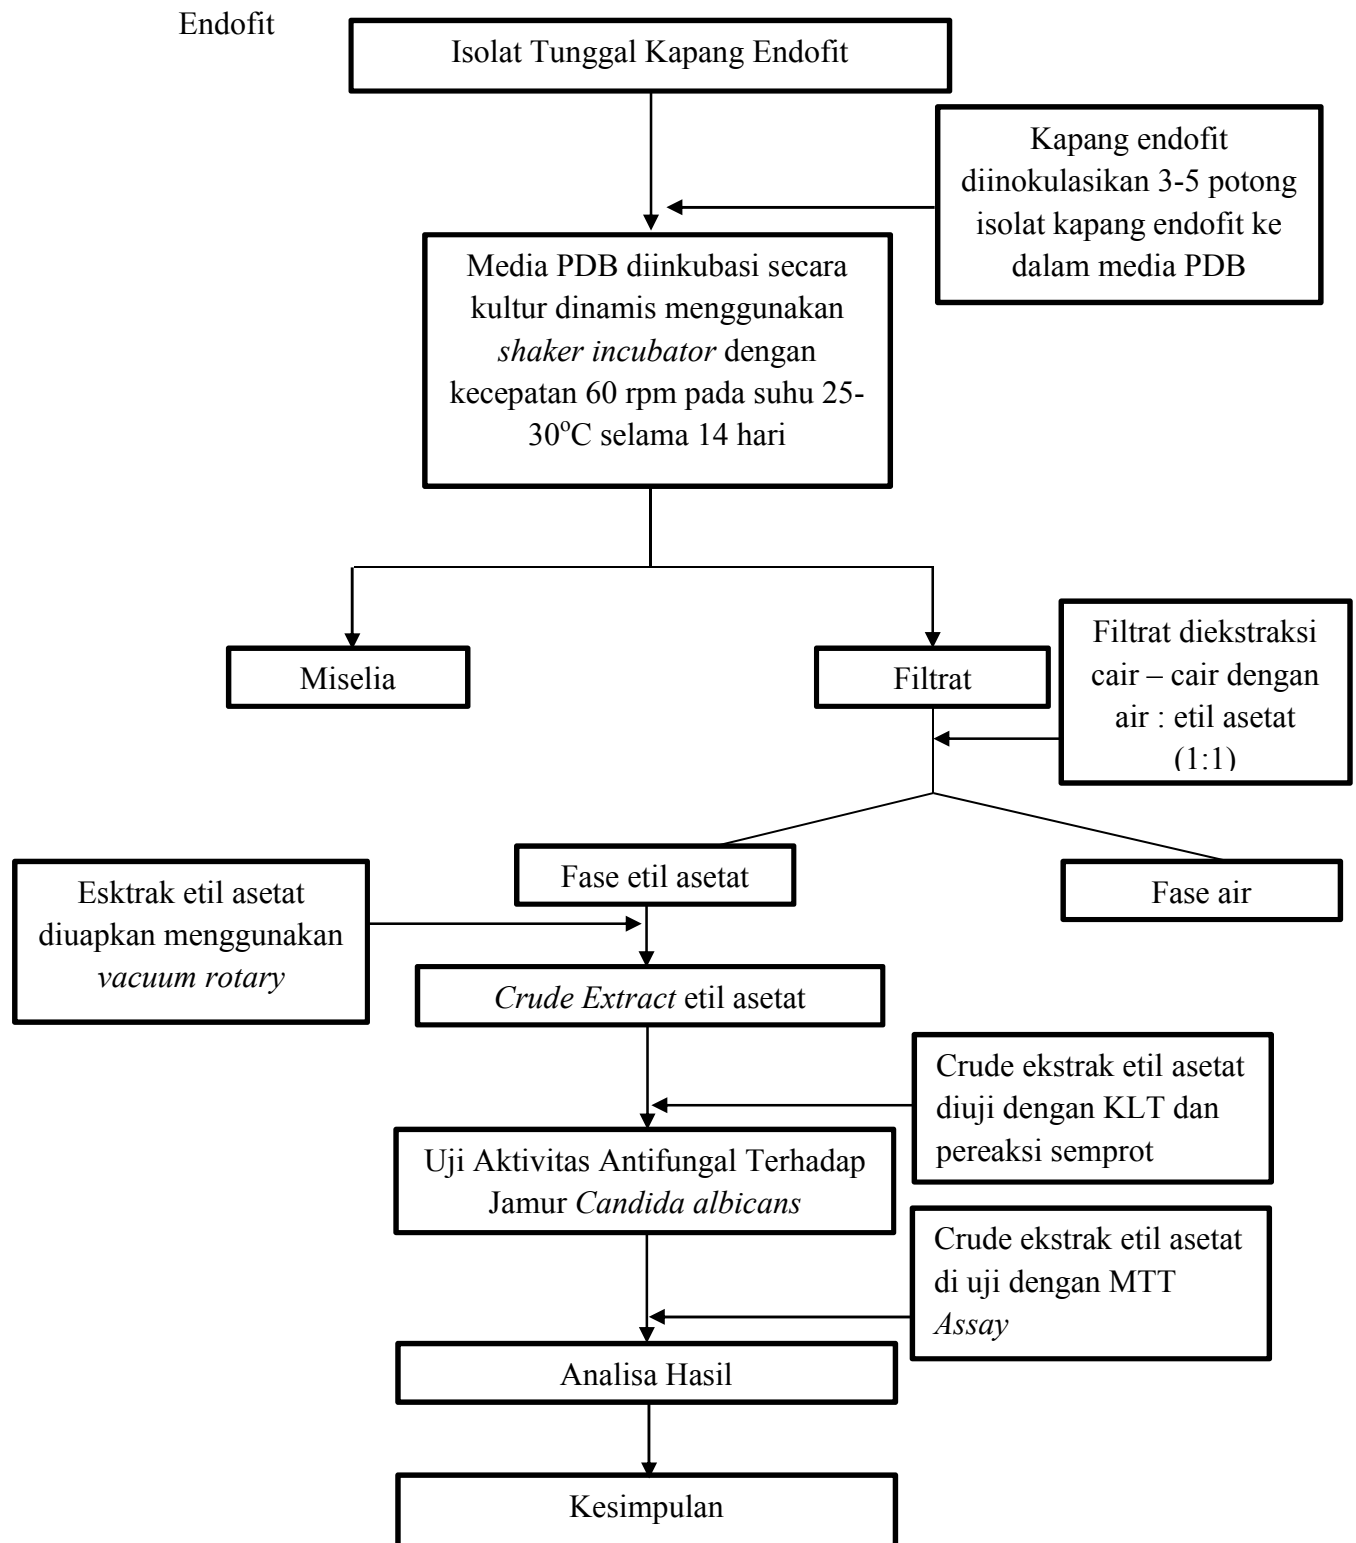 Endofit
Isolat Tunggal Kapang Endofit
Kapang endofit
diinokulasikan 3-5 potong
isolat kapang endofit ke
dalam media PDB
Media PDB diinkubasi secara
kultur dinamis menggunakan
shaker incubator dengan
kecepatan 60 rpm pada suhu 25-
30oC selama 14 hari
Miselia
Filtrat
Filtrat diekstraksi
cair – cair dengan
air : etil asetat
(1:1)
Fase etil asetat
Fase air
Esktrak etil asetat
diuapkan menggunakan
vacuum rotary
Crude Extract etil asetat
Crude ekstrak etil asetat
diuji dengan KLT dan
pereaksi semprot
Uji Aktivitas Antifungal Terhadap
Jamur Candida albicans
Crude ekstrak etil asetat
di uji dengan MTT
Assay
Analisa Hasil
Kesimpulan